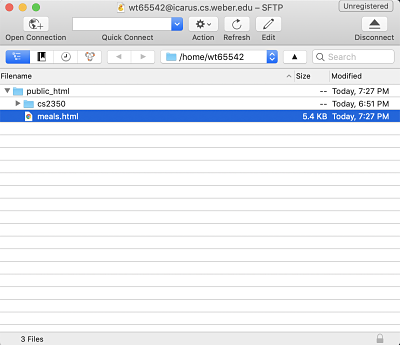 wt65542@icarus.cs.weber.edu – SFTP
Unregistered
Open Connection Quick Connect Action Refresh Edit Disconnect
/home/wt65542 Search
Filename Size Modified
public_html -- Today, 7:27 PM
cs2350 -- Today, 6:51 PM
meals.html 5.4 KB Today, 7:27 PM
3 Files